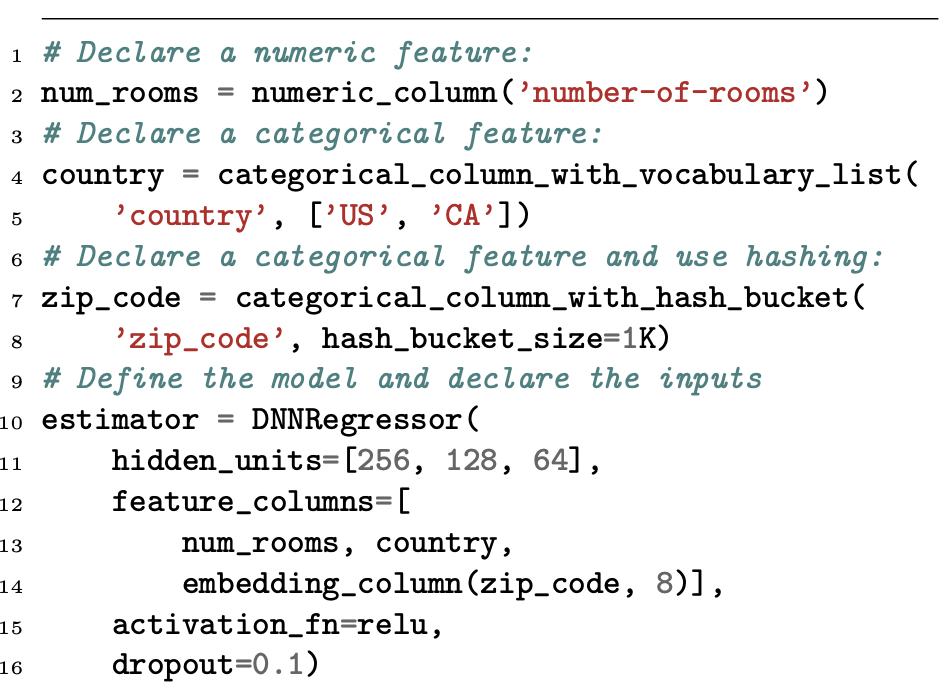 1 # Declare a numeric feature:
2 num_rooms = numeric_column('number-of-rooms')
3 # Declare a categorical feature:
4 country = categorical_column_with_vocabulary_list(
5     'country', ['US', 'CA'])
6 # Declare a categorical feature and use hashing:
7 zip_code = categorical_column_with_hash_bucket(
8     'zip_code', hash_bucket_size=1K)
9 # Define the model and declare the inputs
10 estimator = DNNRegressor(
11     hidden_units=[256, 128, 64],
12     feature_columns=[
13         num_rooms, country,
14         embedding_column(zip_code, 8)],
15     activation_fn=relu,
16     dropout=0.1)